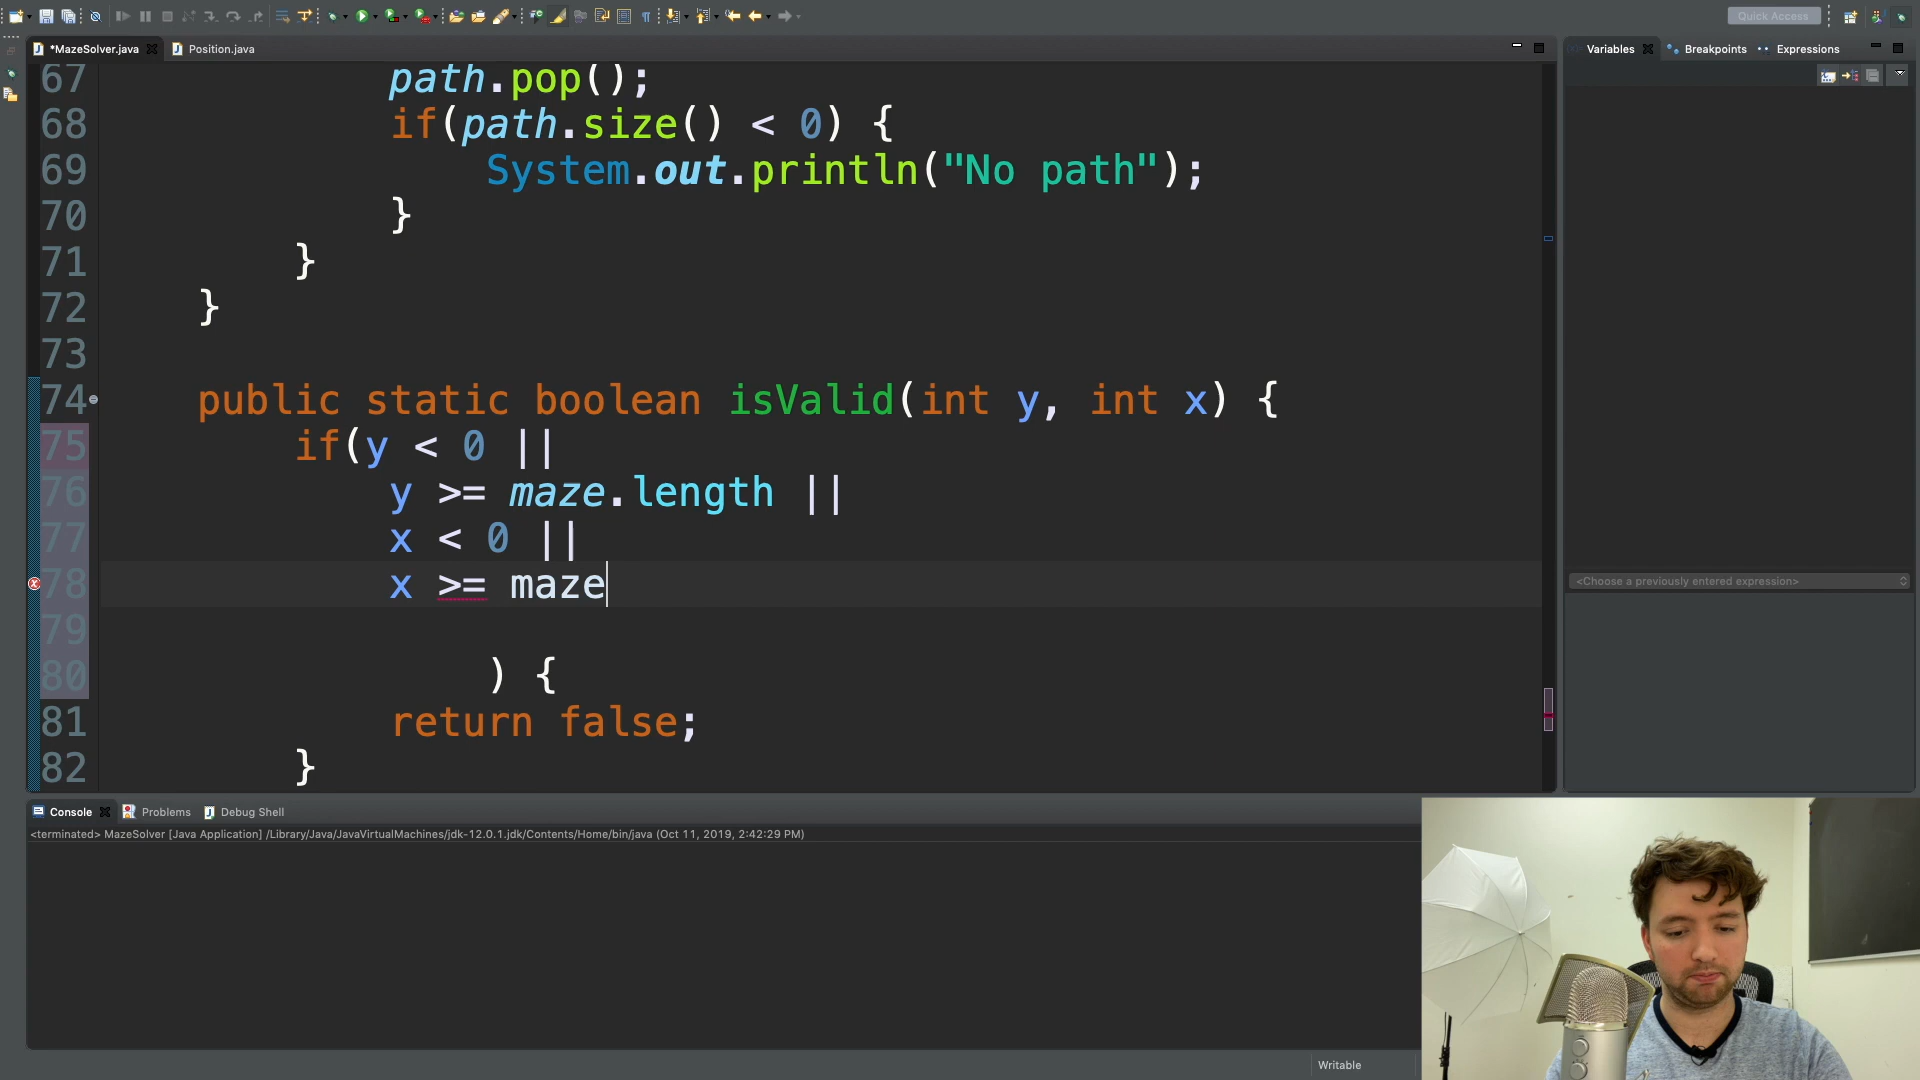 Quick Access
*MazeSolver.java
Position.java
Variables
Breakpoints
Expressions
67 path.pop();
68 if(path.size() < 0) {
69 System.out.println("No path");
70 }
71 }
72 }
73
74 public static boolean isValid(int y, int x) {
75 if(y < 0 ||
76 y >= maze.length ||
77 x < 0 ||
78 x >= maze
79
80 ) {
81 return false;
82 }
<Choose a previously entered expression>
Console
Problems
Debug Shell
<terminated> MazeSolver [Java Application] /Library/Java/JavaVirtualMachines/jdk-12.0.1.jdk/Contents/Home/bin/java (Oct 11, 2019, 2:42:29 PM)
Writable